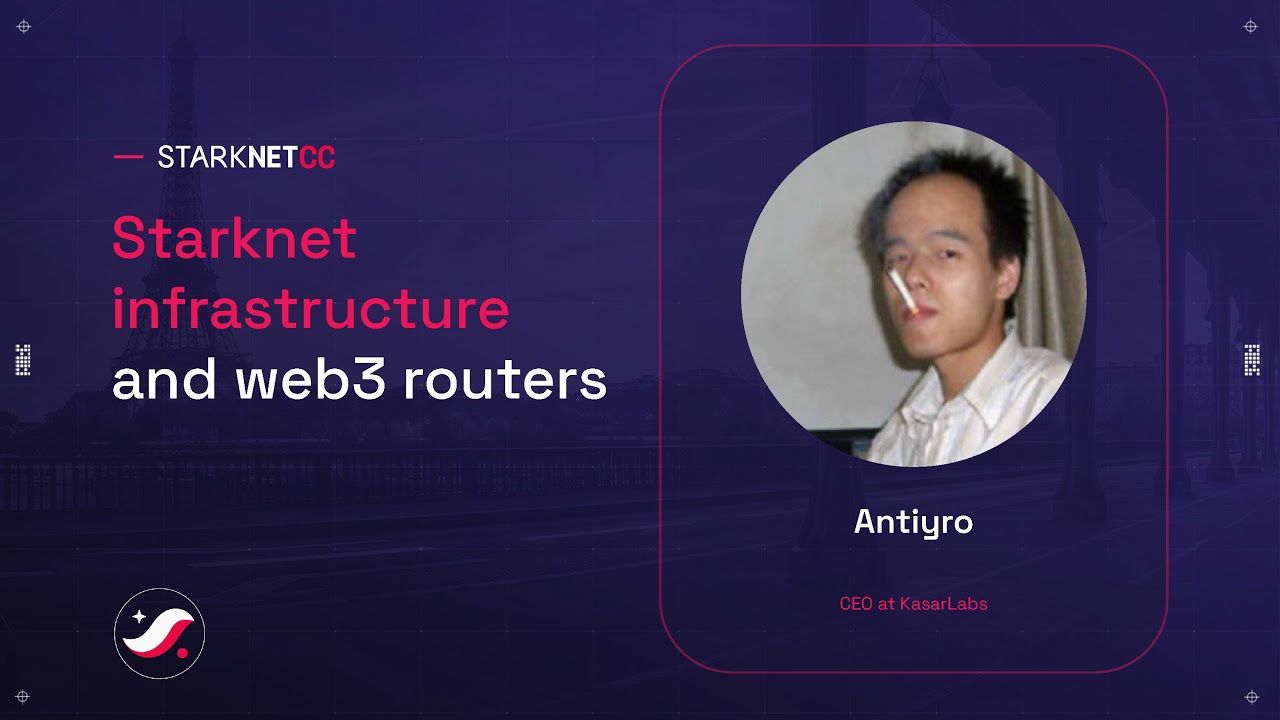 STARKNETCC
Starknet
infrastructure
and web3 routers
Antiyro
CEO at KasarLabs